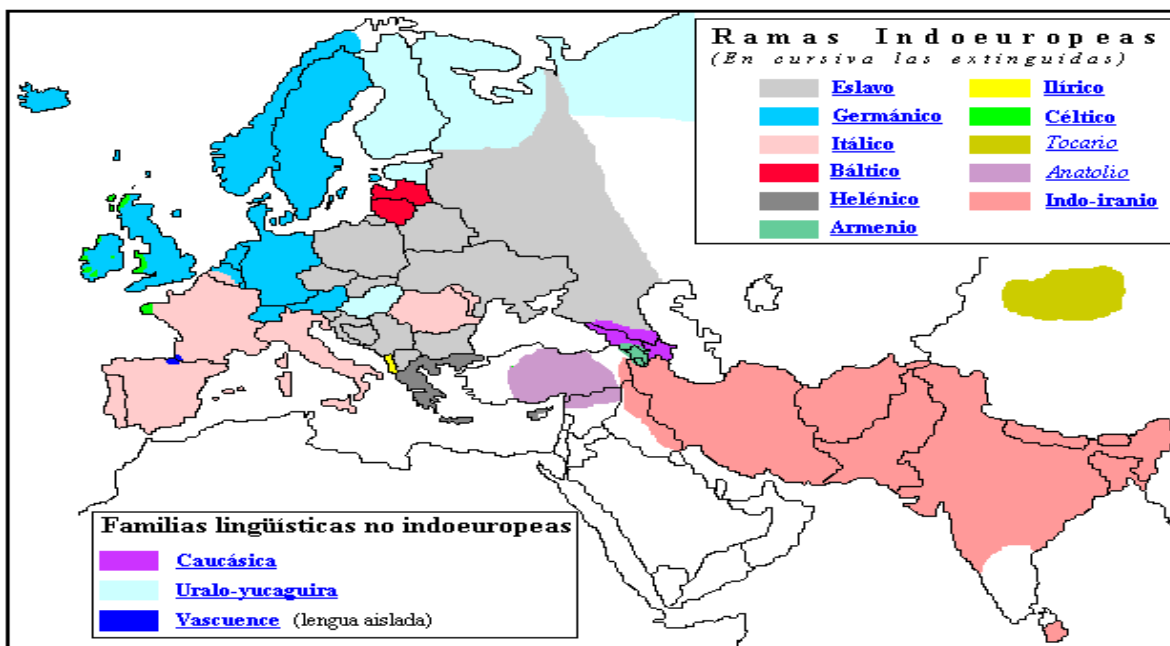 Ramas Indoeuropeas
(En cursiva las extinguidas)
Eslavo
Germánico
Itálico
Báltico
Helénico
Armenio
Ilírico
Céltico
Tocario
Anatolio
Indo-iranio
Familias lingüísticas no indoeuropeas
Caucásica
Uralo-yucaguira
Vascuence (lengua aislada)